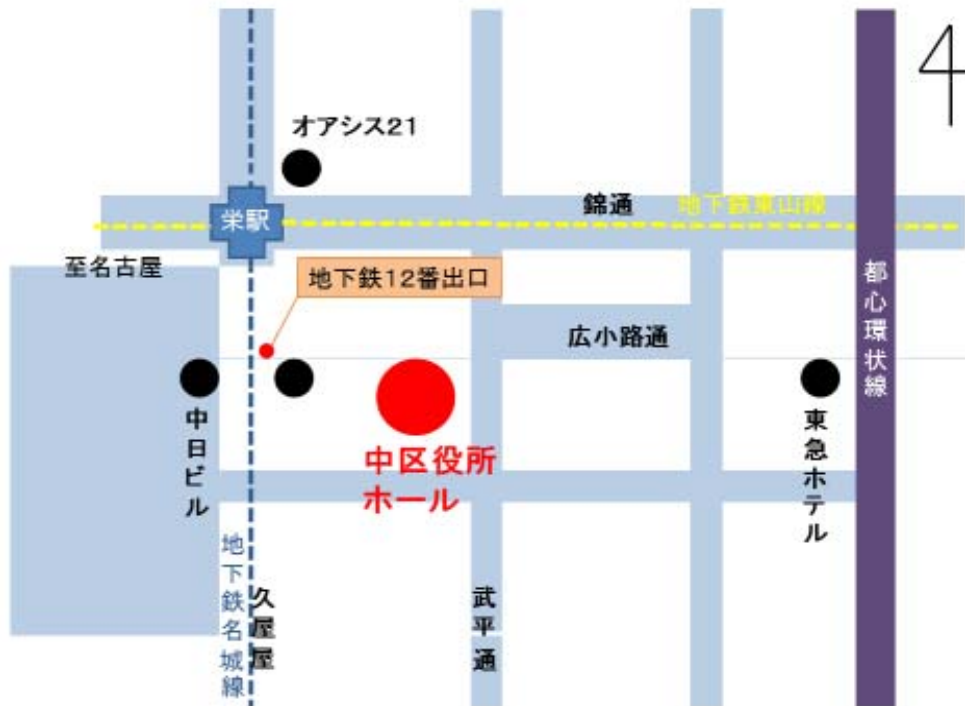 オアシス21
錦通
地下鉄東山線
栄駅
至名古屋
地下鉄12番出口
広小路通
都心環状線
中日ビル
中区役所
ホール
東急ホテル
地下鉄名城線
久屋屋
武平通